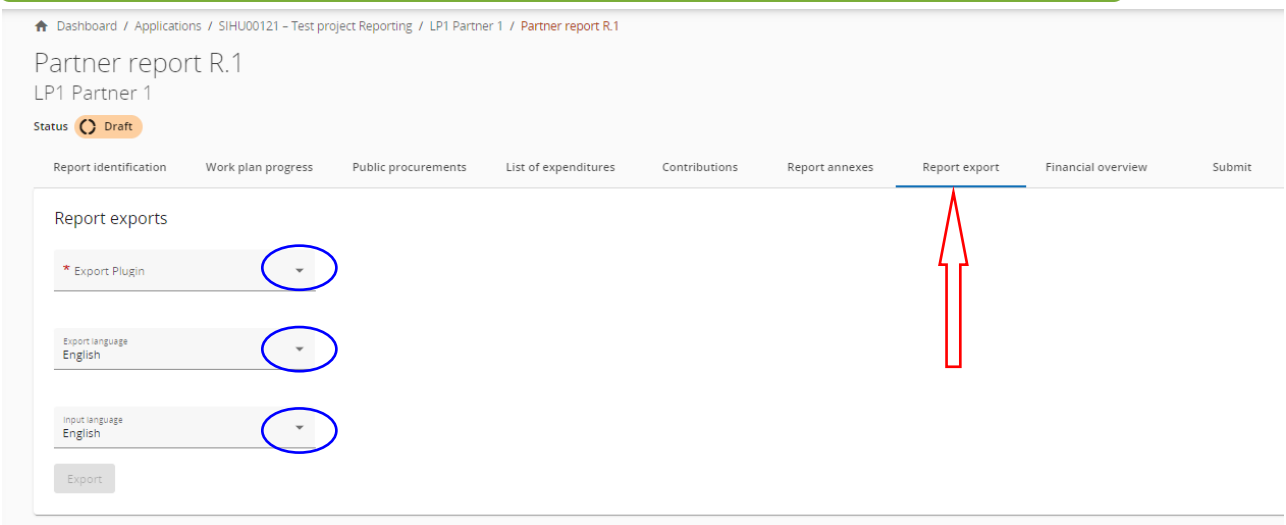 Dashboard / Applications / SIHU00121 – Test project Reporting / LP1 Partner 1 / Partner report R.1
Partner report R.1
LP1 Partner 1
Status Draft
Report identification Work plan progress Public procurements List of expenditures Contributions Report annexes Report export Financial overview Submit
Report exports
* Export Plugin
Export language
English
Input language
English
Export